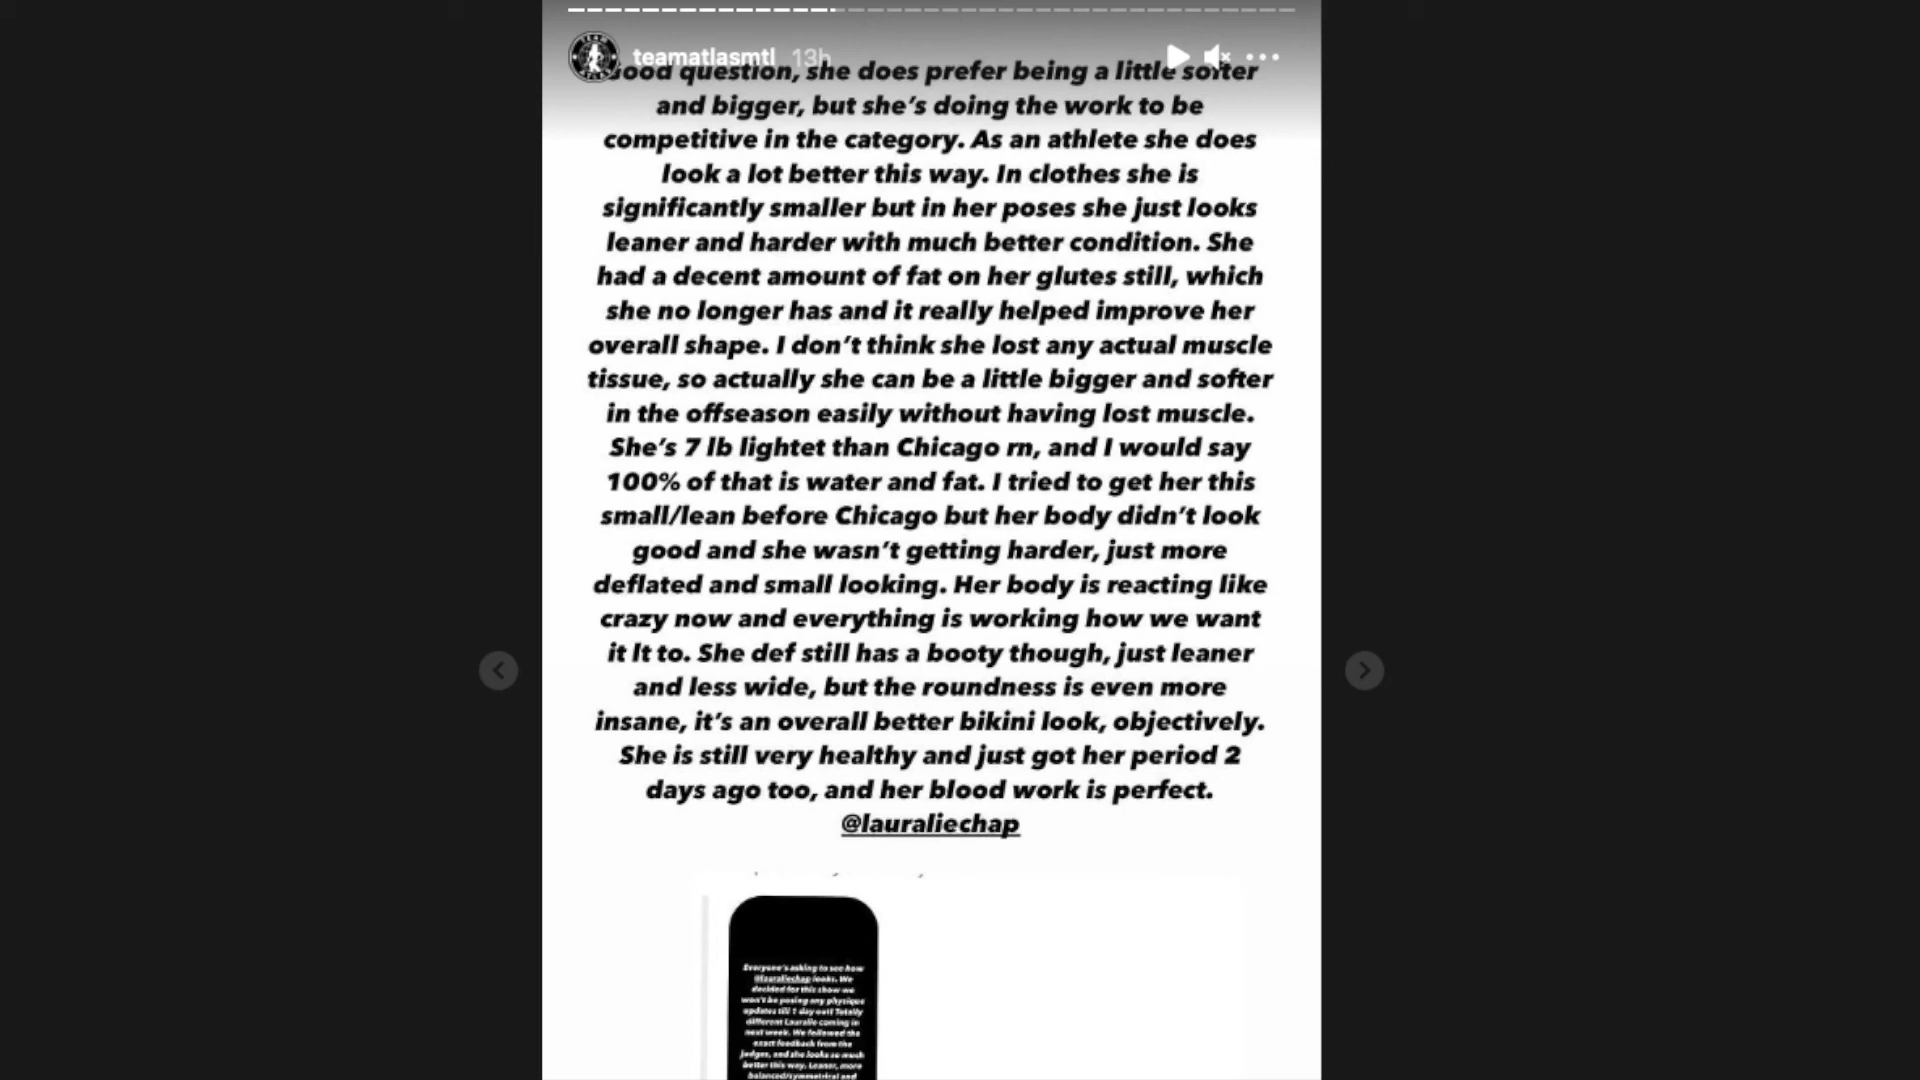 teamatlasmtl 13h
Good question, she does prefer being a little softer
and bigger, but she's doing the work to be
competitive in the category. As an athlete she does
look a lot better this way. In clothes she is
significantly smaller but in her poses she just looks
leaner and harder with much better condition. She
had a decent amount of fat on her glutes still, which
she no longer has and it really helped improve her
overall shape. I don't think she lost any actual muscle
tissue, so actually she can be a little bigger and softer
in the offseason easily without having lost muscle.
She's 7 lb lightet than Chicago rn, and I would say
100% of that is water and fat. I tried to get her this
small/lean before Chicago but her body didn't look
good and she wasn't getting harder, just more
deflated and small looking. Her body is reacting like
crazy now and everything is working how we want
it lt to. She def still has a booty though, just leaner
and less wide, but the roundness is even more
insane, it's an overall better bikini look, objectively.
She is still very healthy and just got her period 2
days ago too, and her blood work is perfect.
@lauraliechap
Everyone's asking to see how
@lauraliechap looks. We
decided for this show we
won't be posing any physique
updates till 1 day out! Totally
different Lauralie coming in
next week. We followed the
exact feedback from the
judges, and she looks so much
better this way. Leaner, more
balanced/symmetrical and